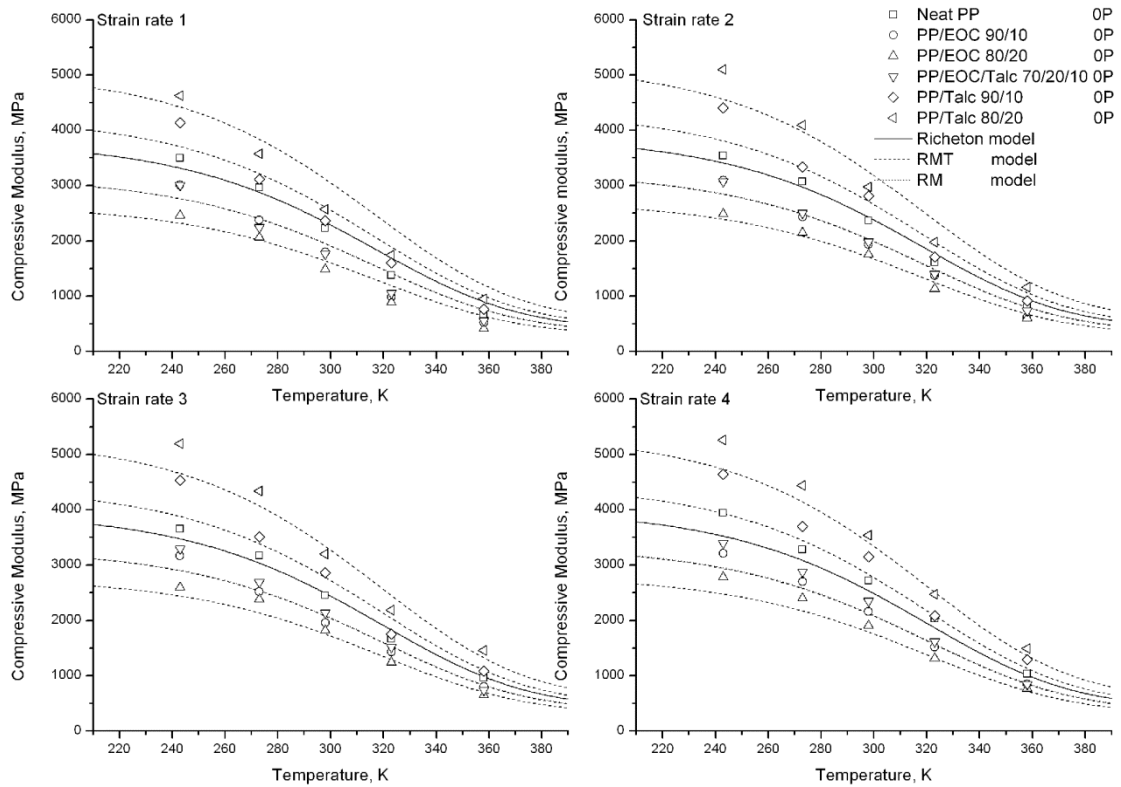 Strain rate 1
6000
5000
4000
3000
2000
1000
0
Compressive Modulus, MPa
220 240 260 280 300 320 340 360 380
Temperature, K
Strain rate 2
6000
5000
4000
3000
2000
1000
0
Compressive modulus, MPa
220 240 260 280 300 320 340 360 380
Temperature, K
Neat PP 0P
PP/EOC 90/10 0P
PP/EOC 80/20 0P
PP/EOC/Talc 70/20/10 0P
PP/Talc 90/10 0P
PP/Talc 80/20 0P
Richeton model
RMT model
RM model
Strain rate 3
6000
5000
4000
3000
2000
1000
0
Compressive Modulus, MPa
220 240 260 280 300 320 340 360 380
Temperature, K
Strain rate 4
6000
5000
4000
3000
2000
1000
0
Compressive Modulus, MPa
220 240 260 280 300 320 340 360 380
Temperature, K